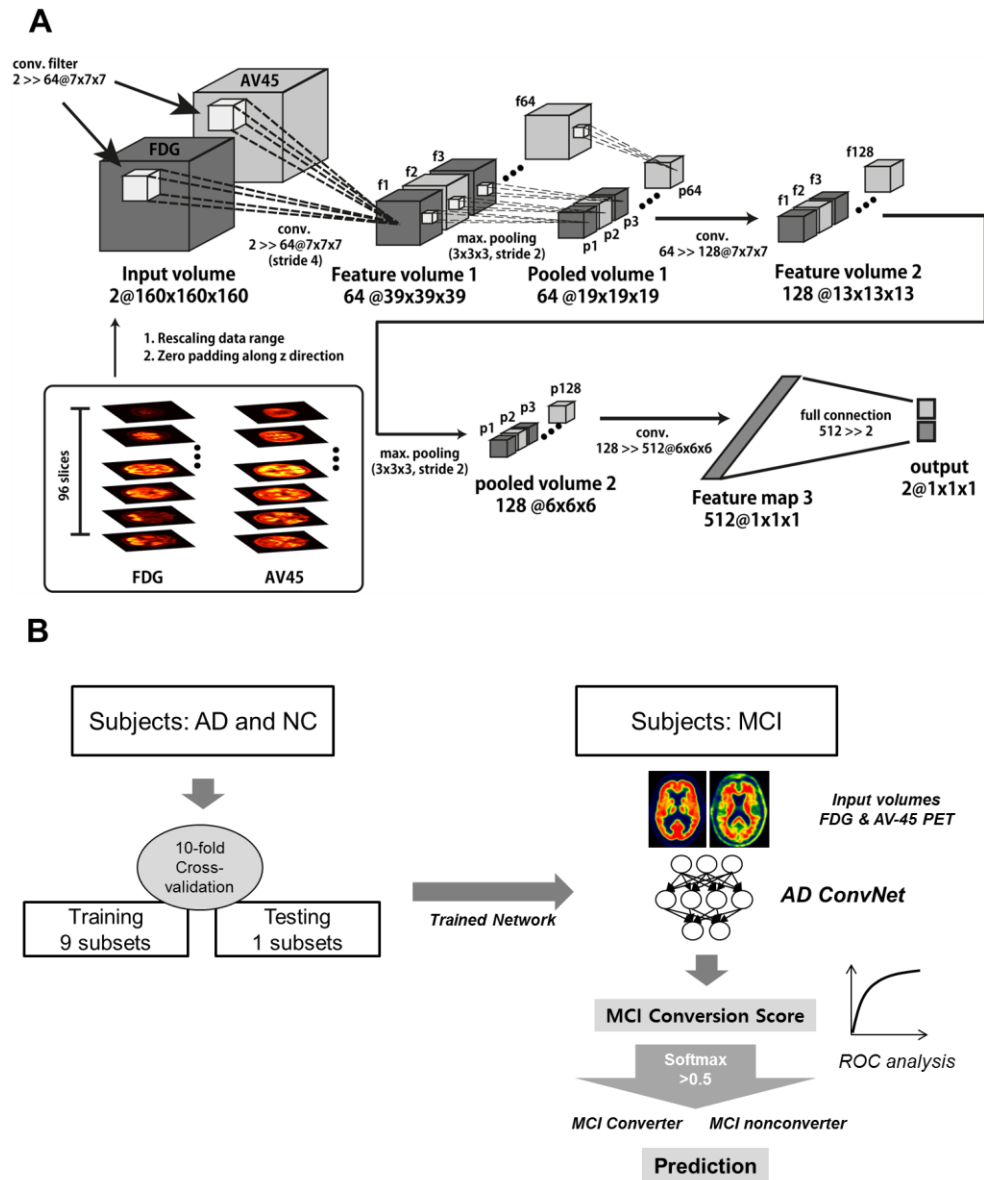 A
conv. filter
2 >> 64@7x7x7
AV45
FDG
f1
f2
f3
f64
p64
p1
p2
p3
f1
f2
f3
f128
conv.
2 >> 64@7x7x7
(stride 4)
max. pooling
(3x3x3, stride 2)
conv.
64 >> 128@7x7x7
Input volume
2@160x160x160
Feature volume 1
64 @39x39x39
Pooled volume 1
64 @19x19x19
Feature volume 2
128 @13x13x13
1. Rescaling data range
2. Zero padding along z direction
96 slices
FDG
AV45
max. pooling
(3x3x3, stride 2)
p1
p2
p3
p128
pooled volume 2
128 @6x6x6
conv.
128 >> 512@6x6x6
Feature map 3
512@1x1x1
full connection
512 >> 2
output
2@1x1x1
B
Subjects: AD and NC
10-fold
Cross-
validation
Training
9 subsets
Testing
1 subsets
Trained Network
Subjects: MCI
Input volumes
FDG & AV-45 PET
AD ConvNet
MCI Conversion Score
ROC analysis
Softmax
>0.5
MCI Converter
MCI nonconverter
Prediction